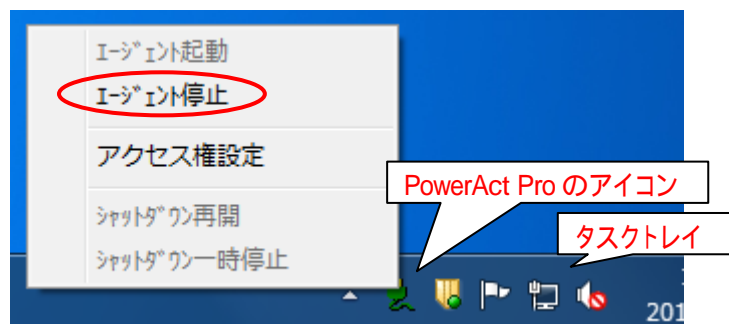 ｴｰｼﾞｪﾝﾄ起動
ｴｰｼﾞｪﾝﾄ停止
アクセス権設定
ｼｬｯﾄﾀﾞｳﾝ再開
ｼｬｯﾄﾀﾞｳﾝ一時停止
PowerAct Pro のアイコン
タスクトレイ
201